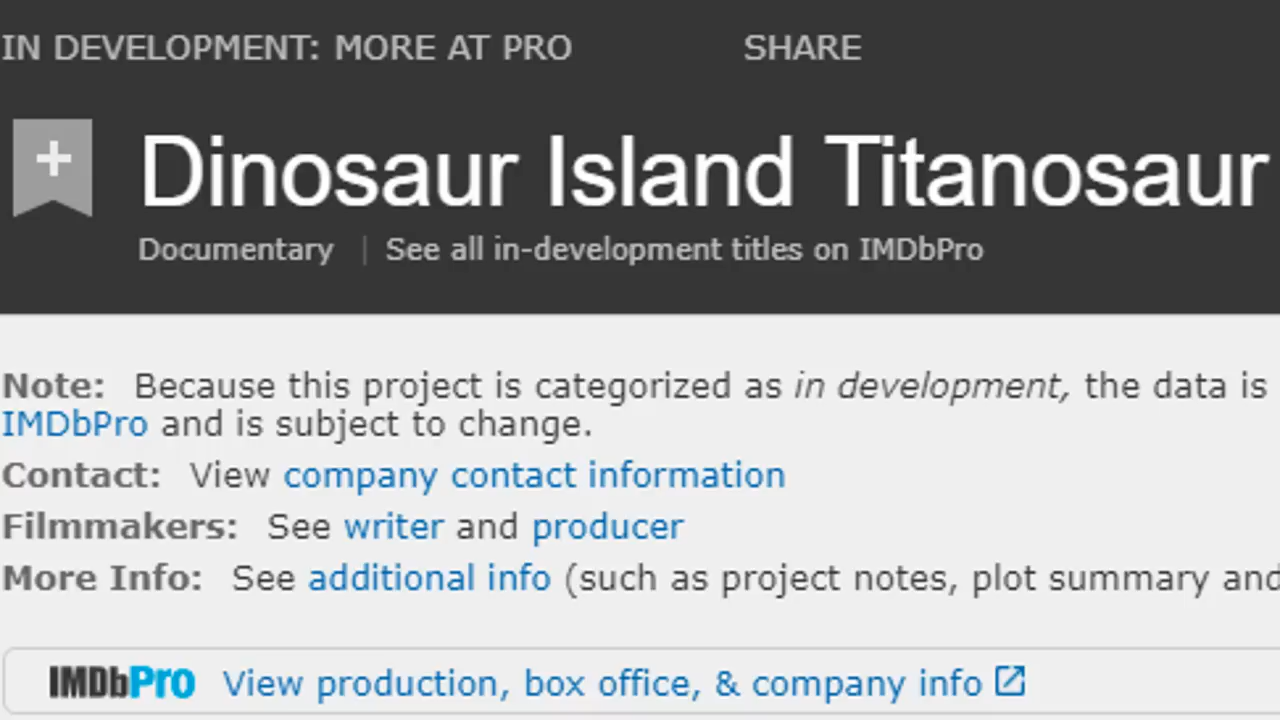 IN DEVELOPMENT: MORE AT PRO SHARE
Dinosaur Island Titanosaur
Documentary | See all in-development titles on IMDbPro
Note: Because this project is categorized as in development, the data is
IMDbPro and is subject to change.
Contact: View company contact information
Filmmakers: See writer and producer
More Info: See additional info (such as project notes, plot summary and
IMDbPro View production, box office, & company info